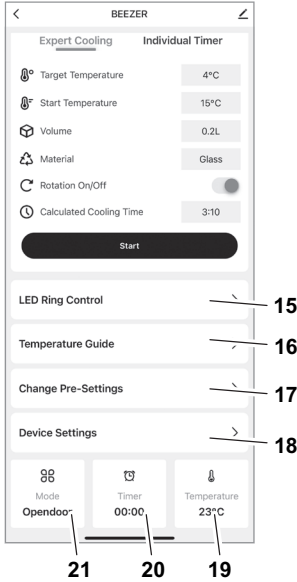 BEEZER
Expert Cooling Individual Timer
Target Temperature 4°C
Start Temperature 15°C
Volume 0.2L
Material Glass
Rotation On/Off
Calculated Cooling Time 3:10
Start
LED Ring Control
15
Temperature Guide
16
Change Pre-Settings
17
Device Settings
18
Mode Timer Temperature
Opendoor 00:00 23°C
21 20 19